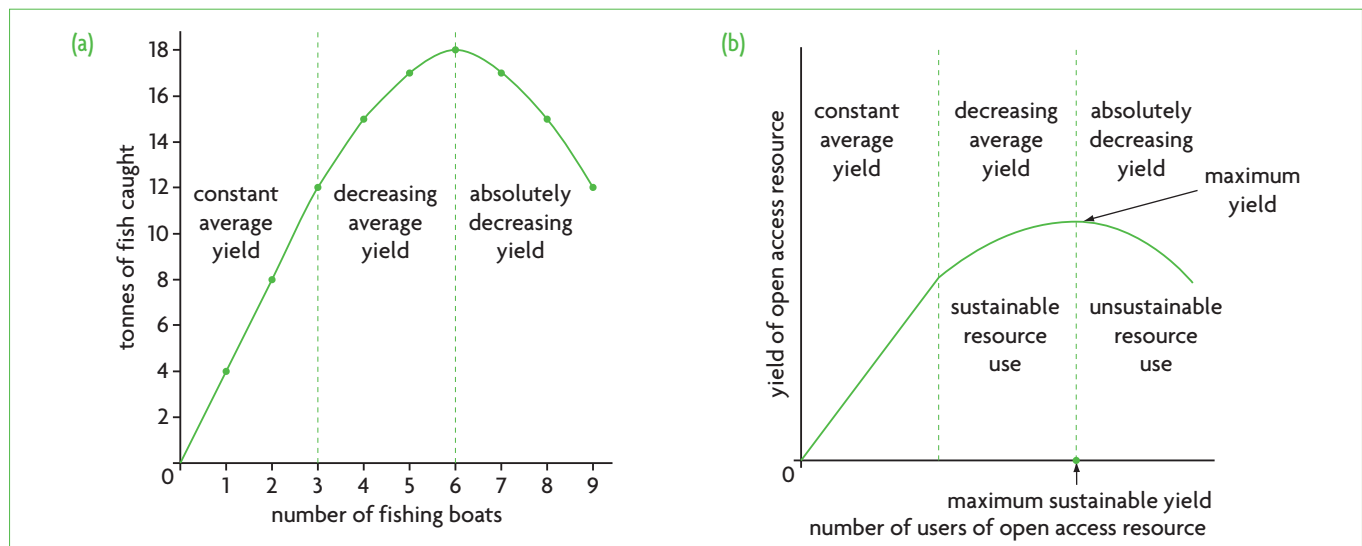 (a)
tonnes of fish caught
18
16
14
12
10
8
6
4
2
0
1 2 3 4 5 6 7 8 9
number of fishing boats
constant
average
yield
decreasing
average
yield
absolutely
decreasing
yield
(b)
yield of open access resource
constant
average
yield
decreasing
average
yield
absolutely
decreasing
yield
maximum
yield
sustainable
resource
use
unsustainable
resource
use
0
maximum sustainable yield
number of users of open access resource